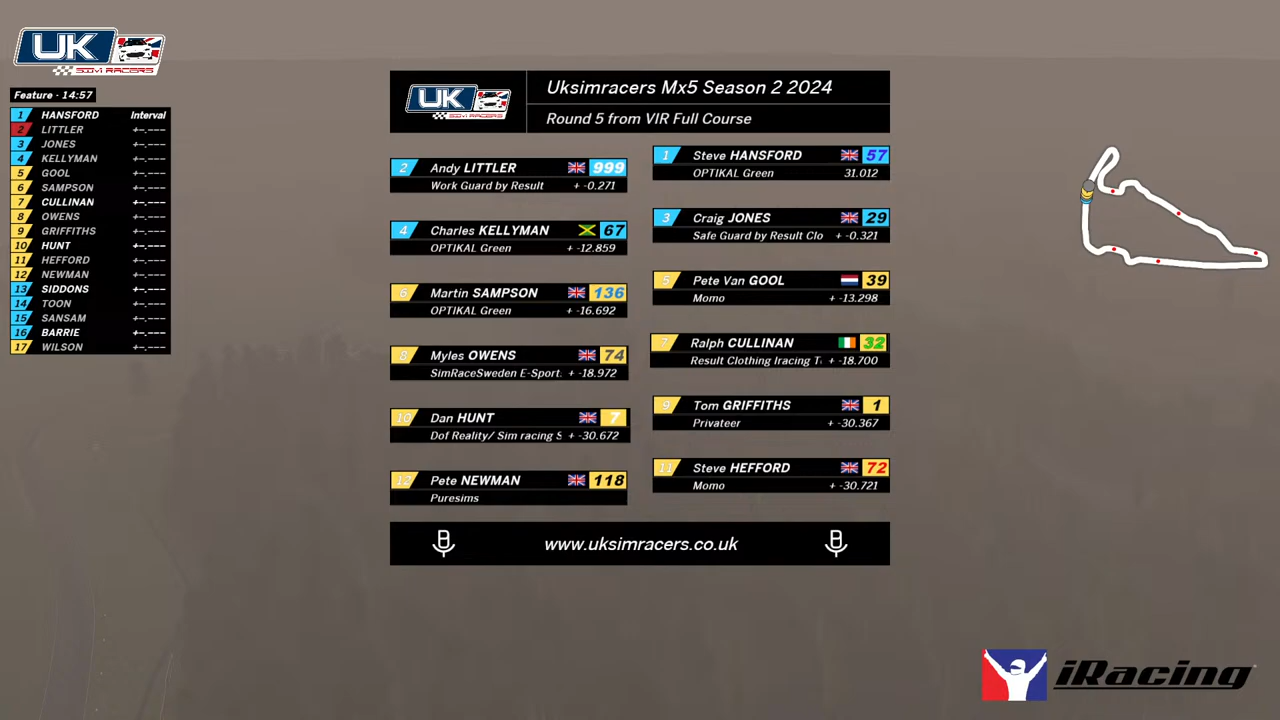 UK
SIM RACERS
Feature - 14:57
1 HANSFORD Interval
2 LITTLER +-.---
3 JONES +-.---
4 KELLYMAN +-.---
5 GOOL +-.---
6 SAMPSON +-.---
7 CULLINAN +-.---
8 OWENS +-.---
9 GRIFFITHS +-.---
10 HUNT +-.---
11 HEFFORD +-.---
12 NEWMAN +-.---
13 SIDDONS +-.---
14 TOON +-.---
15 SANSAM +-.---
16 BARRIE +-.---
17 WILSON +-.---
UK
SIM RACERS
Uksimracers Mx5 Season 2 2024
Round 5 from VIR Full Course
1 Steve HANSFORD 57
OPTIKAL Green 31.012
2 Andy LITTLER 999
Work Guard by Result + -0.271
3 Craig JONES 29
Safe Guard by Result Clo + -0.321
4 Charles KELLYMAN 67
OPTIKAL Green + -12.859
5 Pete Van GOOL 39
Momo + -13.298
6 Martin SAMPSON 136
OPTIKAL Green + -16.692
7 Ralph CULLINAN 32
Result Clothing Iracing T + -18.700
8 Myles OWENS 74
SimRaceSweden E-Sport. + -18.972
9 Tom GRIFFITHS 1
Privateer + -30.367
10 Dan HUNT 7
Dof Reality/ Sim racing S + -30.672
11 Steve HEFFORD 72
Momo + -30.721
12 Pete NEWMAN 118
Puresims
www.uksimracers.co.uk
iRacing